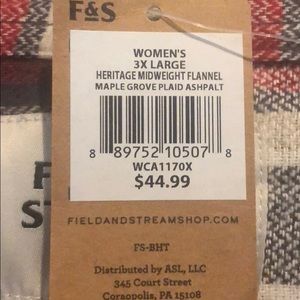 F&S
WOMEN'S
3X LARGE
HERITAGE MIDWEIGHT FLANNEL
MAPLE GROVE PLAID ASHPALT
8 89752 10507 8
WCA1170X
$44.99
F
ST
FIELDANDSTREAMSHOP.COM
FS-BHT
Distributed by ASL, LLC
345 Court Street
Coraopolis, PA 15108